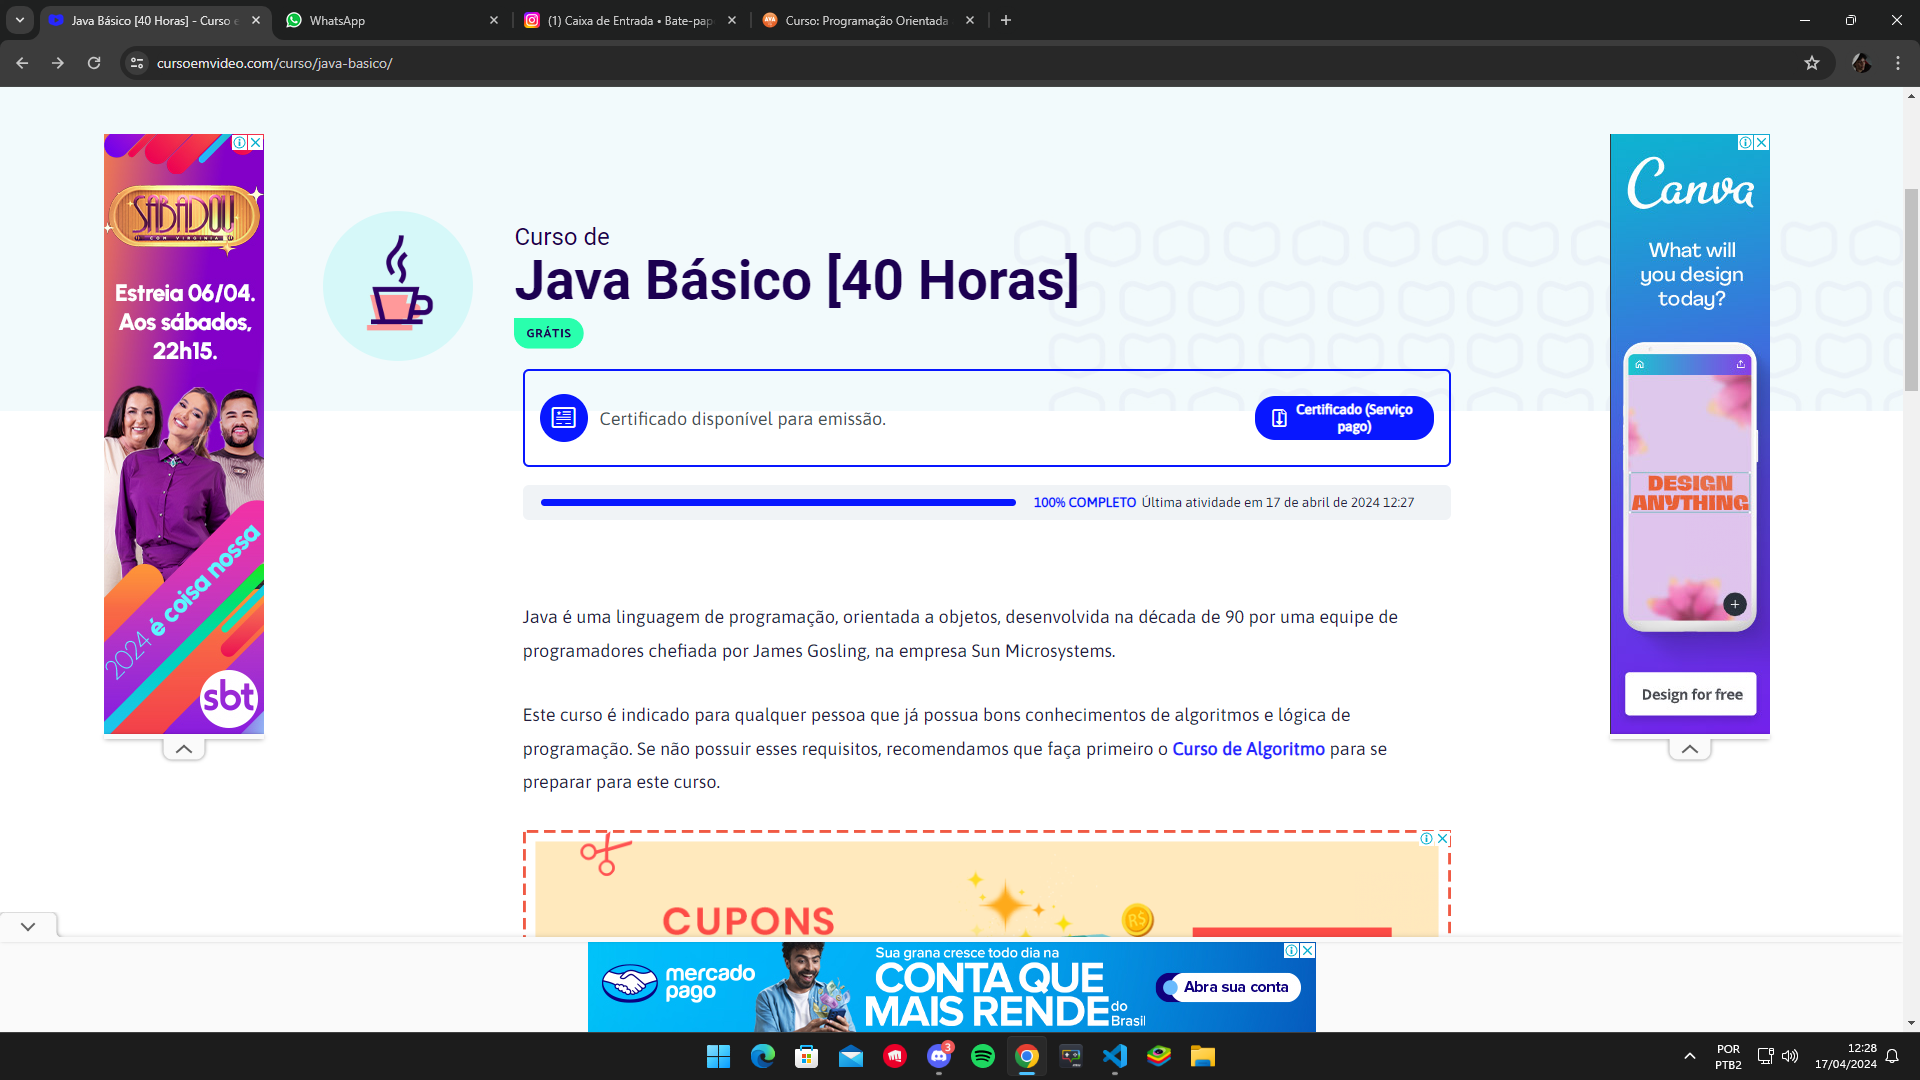 Java Básico [40 Horas] - Curso e
WhatsApp
(1) Caixa de Entrada • Bate-pap
Curso: Programação Orientada
cursoemvideo.com/curso/java-basico/
SABADOU
COM VIRGINIA
Estreia 06/04.
Aos sábados,
22h15.
2024 é coisa nossa
sbt
Curso de
Java Básico [40 Horas]
GRÁTIS
Certificado disponível para emissão.
Certificado (Serviço
pago)
100% COMPLETO Última atividade em 17 de abril de 2024 12:27
Java é uma linguagem de programação, orientada a objetos, desenvolvida na década de 90 por uma equipe de
programadores chefiada por James Gosling, na empresa Sun Microsystems.
Este curso é indicado para qualquer pessoa que já possua bons conhecimentos de algoritmos e lógica de
programação. Se não possuir esses requisitos, recomendamos que faça primeiro o Curso de Algoritmo para se
preparar para este curso.
CUPONS
R$
Canva
What will
you design
today?
DESIGN
ANYTHING
Design for free
mercado
pago
Sua grana cresce todo dia na
CONTA QUE
MAIS RENDE do
Brasil
Abra sua conta
3
POR
PTB2
12:28
17/04/2024